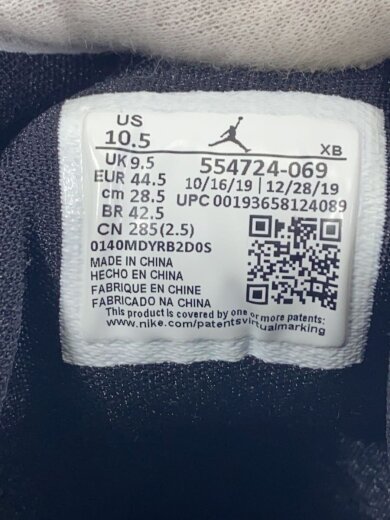 US
10.5
XB
UK 9.5
554724-069
EUR 44.5
10/16/19 | 12/28/19
cm 28.5
UPC 00193658124089
BR 42.5
CN 285(2.5)
0140MDYRB2D0S
MADE IN CHINA
HECHO EN CHINA
FABRIQUE EN CHINE
FABRICADO NA CHINA
This product is covered by one or more patents:
www.nike.com/patentsvirtualmarking